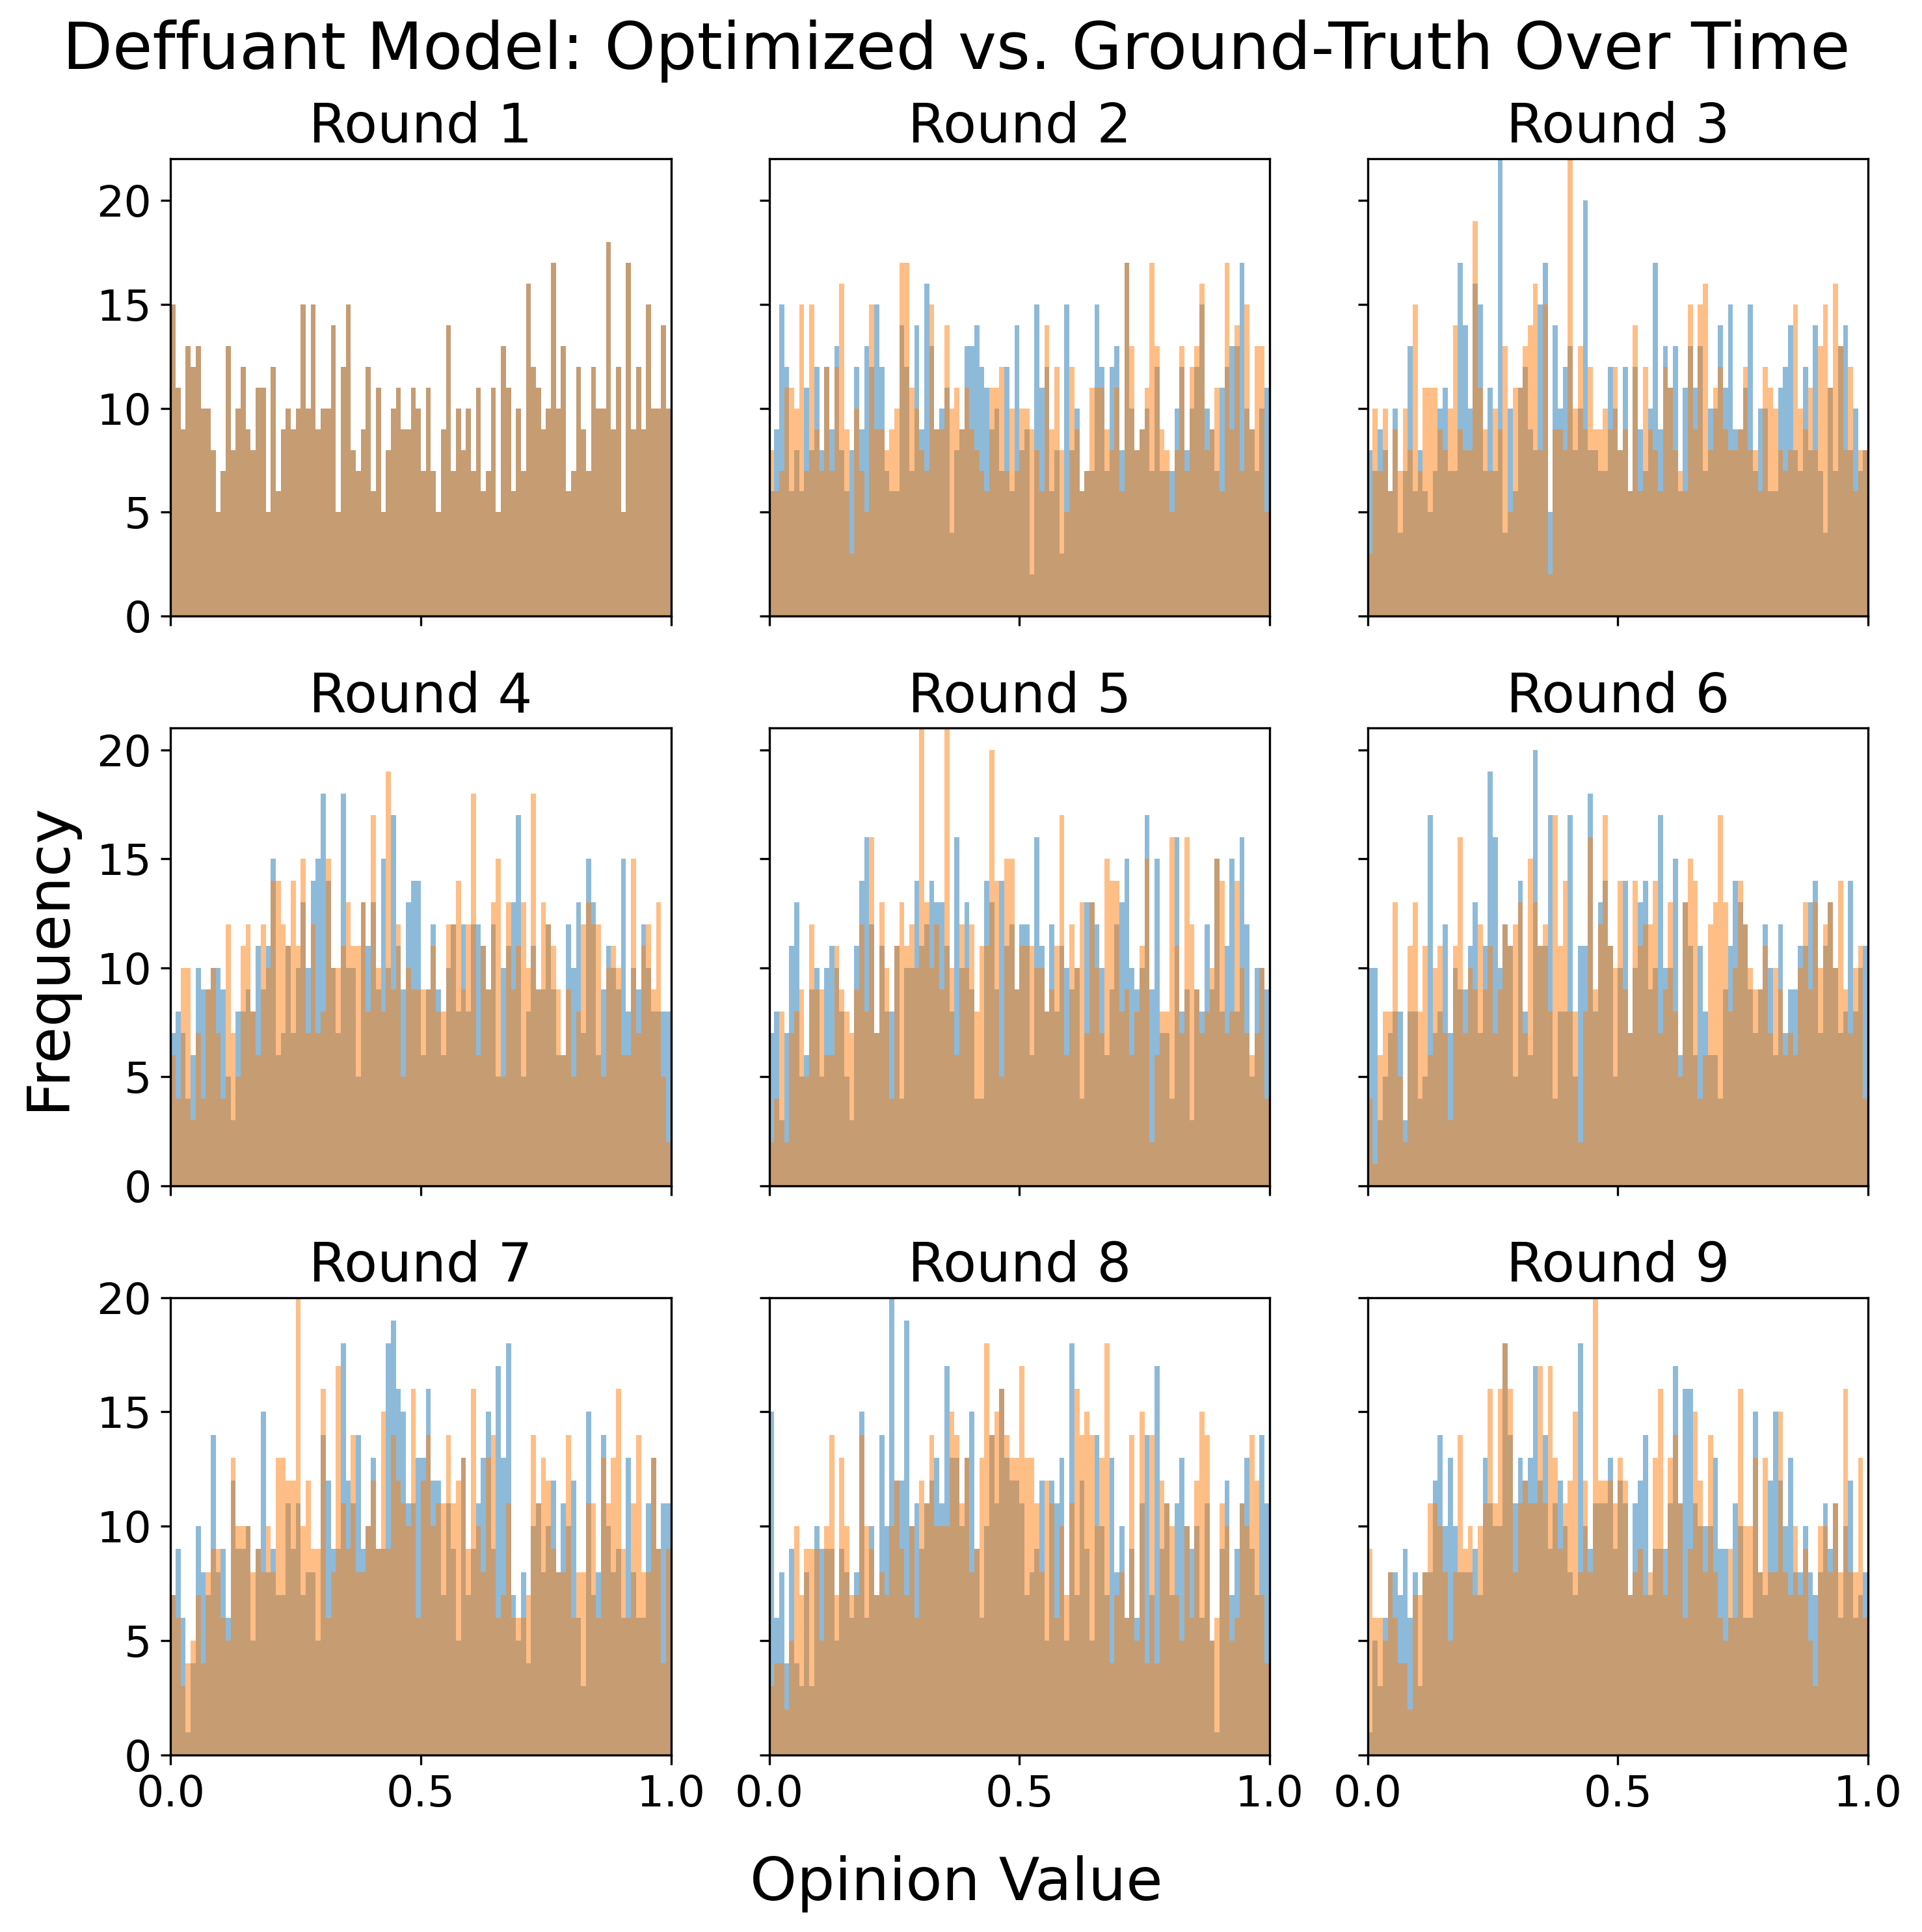 Deffuant Model: Optimized vs. Ground-Truth Over Time
Round 1
Round 2
Round 3
20
15
10
5
0
Round 4
Round 5
Round 6
20
15
10
5
0
Frequency
Round 7
Round 8
Round 9
20
15
10
5
0
0.0 0.5 1.0
0.0 0.5 1.0
0.0 0.5 1.0
Opinion Value